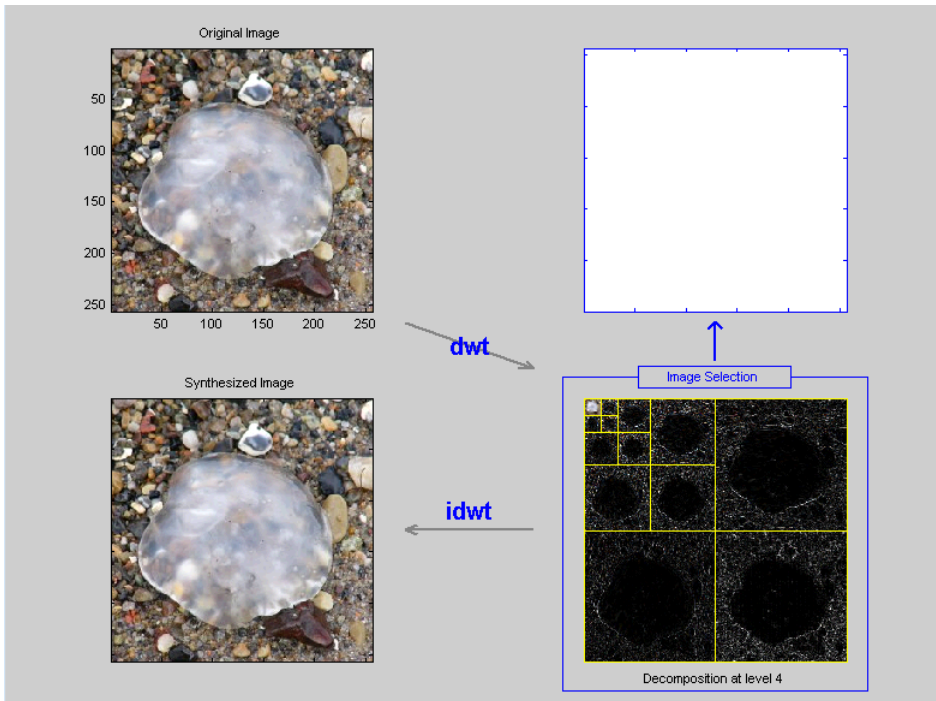 Original Image
50
100
150
200
250
50 100 150 200 250
dwt
Image Selection
Synthesized Image
idwt
Decomposition at level 4